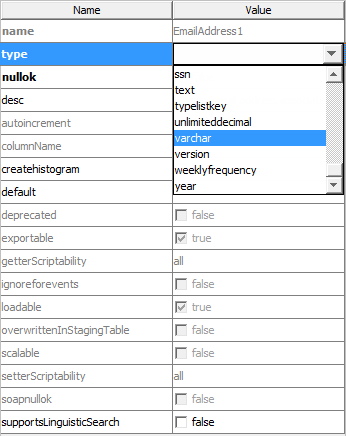 Name Value
name EmailAddress1
type
nullok
ssn
text
typelistkey
unlimiteddecimal
varchar
version
weeklyfrequency
year
desc
autoincrement
columnName
createhistogram
default
deprecated false
exportable true
getterScriptability all
ignoreforevents false
loadable true
overwrittenInStagingTable false
scalable false
setterScriptability all
soapnullok false
supportsLinguisticSearch false